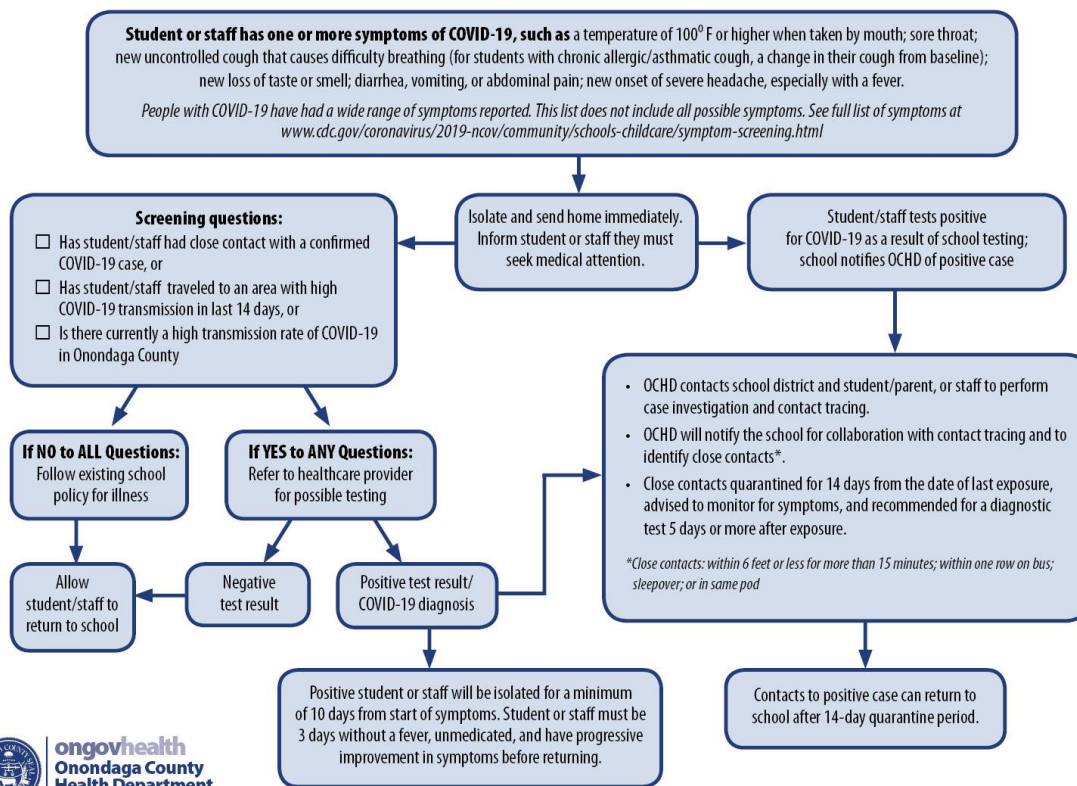 Student or staff has one or more symptoms of COVID-19, such as a temperature of 100⁰ F or higher when taken by mouth; sore throat;
new uncontrolled cough that causes difficulty breathing (for students with chronic allergic/asthmatic cough, a change in their cough from baseline);
new loss of taste or smell; diarrhea, vomiting, or abdominal pain; new onset of severe headache, especially with a fever.
People with COVID-19 have had a wide range of symptoms reported. This list does not include all possible symptoms. See full list of symptoms at
www.cdc.gov/coronavirus/2019-ncov/community/schools-childcare/symptom-screening.html
Screening questions:
☐ Has student/staff had close contact with a confirmed
COVID-19 case, or
☐ Has student/staff traveled to an area with high
COVID-19 transmission in last 14 days, or
☐ Is there currently a high transmission rate of COVID-19
in Onondaga County
Isolate and send home immediately.
Inform student or staff they must
seek medical attention.
Student/staff tests positive
for COVID-19 as a result of school testing;
school notifies OCHD of positive case
If NO to ALL Questions:
Follow existing school
policy for illness
If YES to ANY Questions:
Refer to healthcare provider
for possible testing
• OCHD contacts school district and student/parent, or staff to perform
case investigation and contact tracing.
• OCHD will notify the school for collaboration with contact tracing and to
identify close contacts*.
• Close contacts quarantined for 14 days from the date of last exposure,
advised to monitor for symptoms, and recommended for a diagnostic
test 5 days or more after exposure.
*Close contacts: within 6 feet or less for more than 15 minutes; within one row on bus;
sleepover; or in same pod
Allow
student/staff to
return to school
Negative
test result
Positive test result/
COVID-19 diagnosis
Positive student or staff will be isolated for a minimum
of 10 days from start of symptoms. Student or staff must be
3 days without a fever, unmedicated, and have progressive
improvement in symptoms before returning.
Contacts to positive case can return to
school after 14-day quarantine period.
ongovhealth
Onondaga County
Health Department